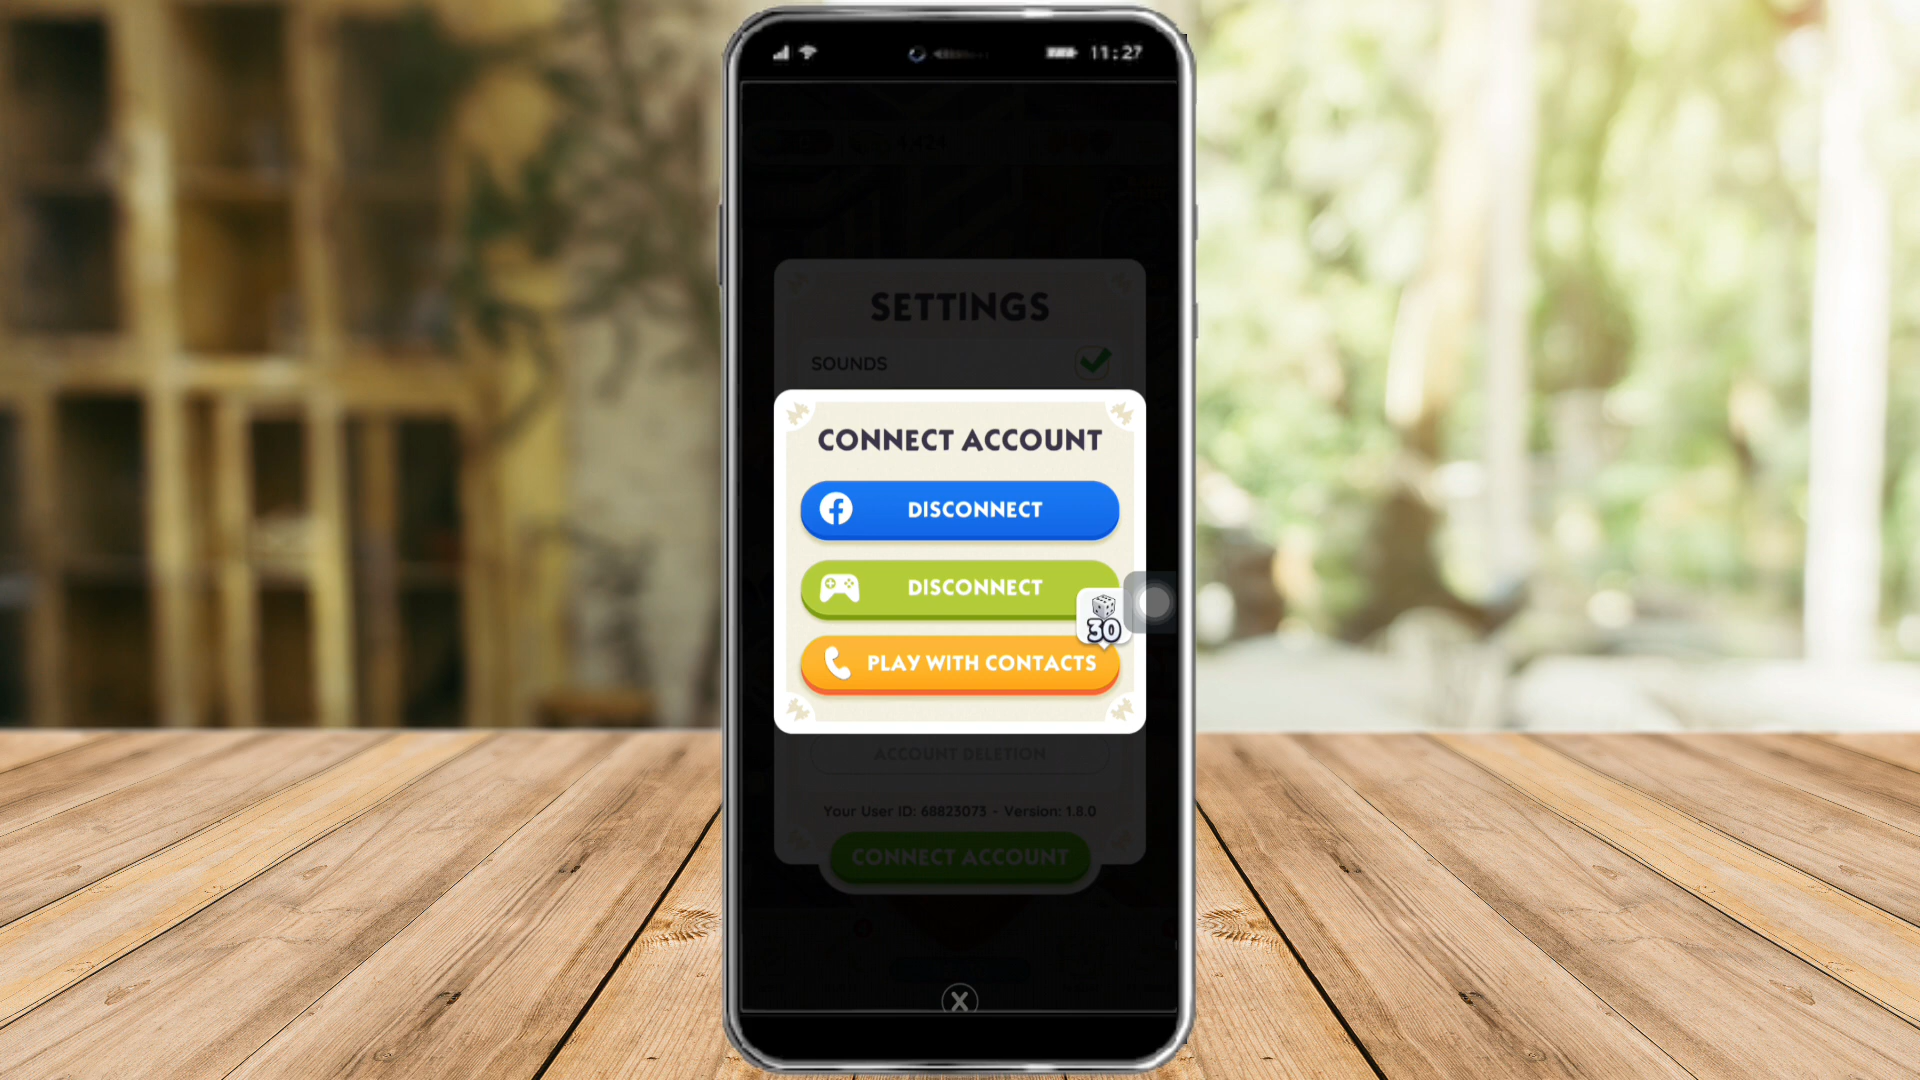 11:27
SETTINGS
SOUNDS
CONNECT ACCOUNT
DISCONNECT
DISCONNECT
30
PLAY WITH CONTACTS
ACCOUNT DELETION
Your User ID: 68823073 - Version: 1.8.0
CONNECT ACCOUNT
X